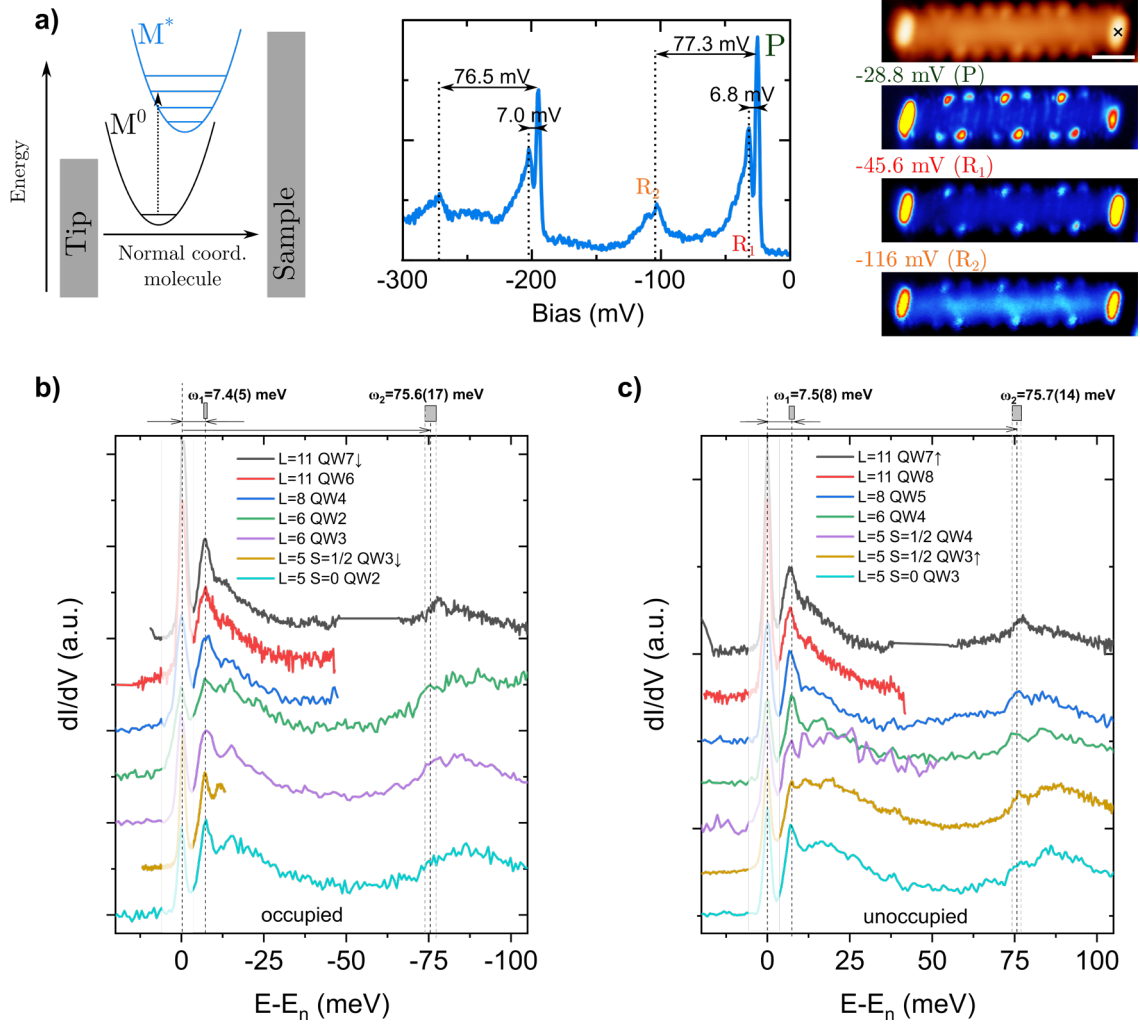 a)
M*
M⁰
Energy
Tip
Sample
Normal coord.
molecule
77.3 mV
P
76.5 mV
7.0 mV
6.8 mV
R₂
R₁
-300
-200
-100
0
Bias (mV)
×
-28.8 mV (P)
-45.6 mV (R₁)
-116 mV (R₂)
b)
ω₁=7.4(5) meV
ω₂=75.6(17) meV
L=11 QW7↓
L=11 QW6
L=8 QW4
L=6 QW2
L=6 QW3
L=5 S=1/2 QW3↓
L=5 S=0 QW2
dI/dV (a.u.)
occupied
0
-25
-50
-75
-100
E-Eₙ (meV)
c)
ω₁=7.5(8) meV
ω₂=75.7(14) meV
L=11 QW7↑
L=11 QW8
L=8 QW5
L=6 QW4
L=5 S=1/2 QW4
L=5 S=1/2 QW3↑
L=5 S=0 QW3
dI/dV (a.u.)
unoccupied
0
25
50
75
100
E-Eₙ (meV)